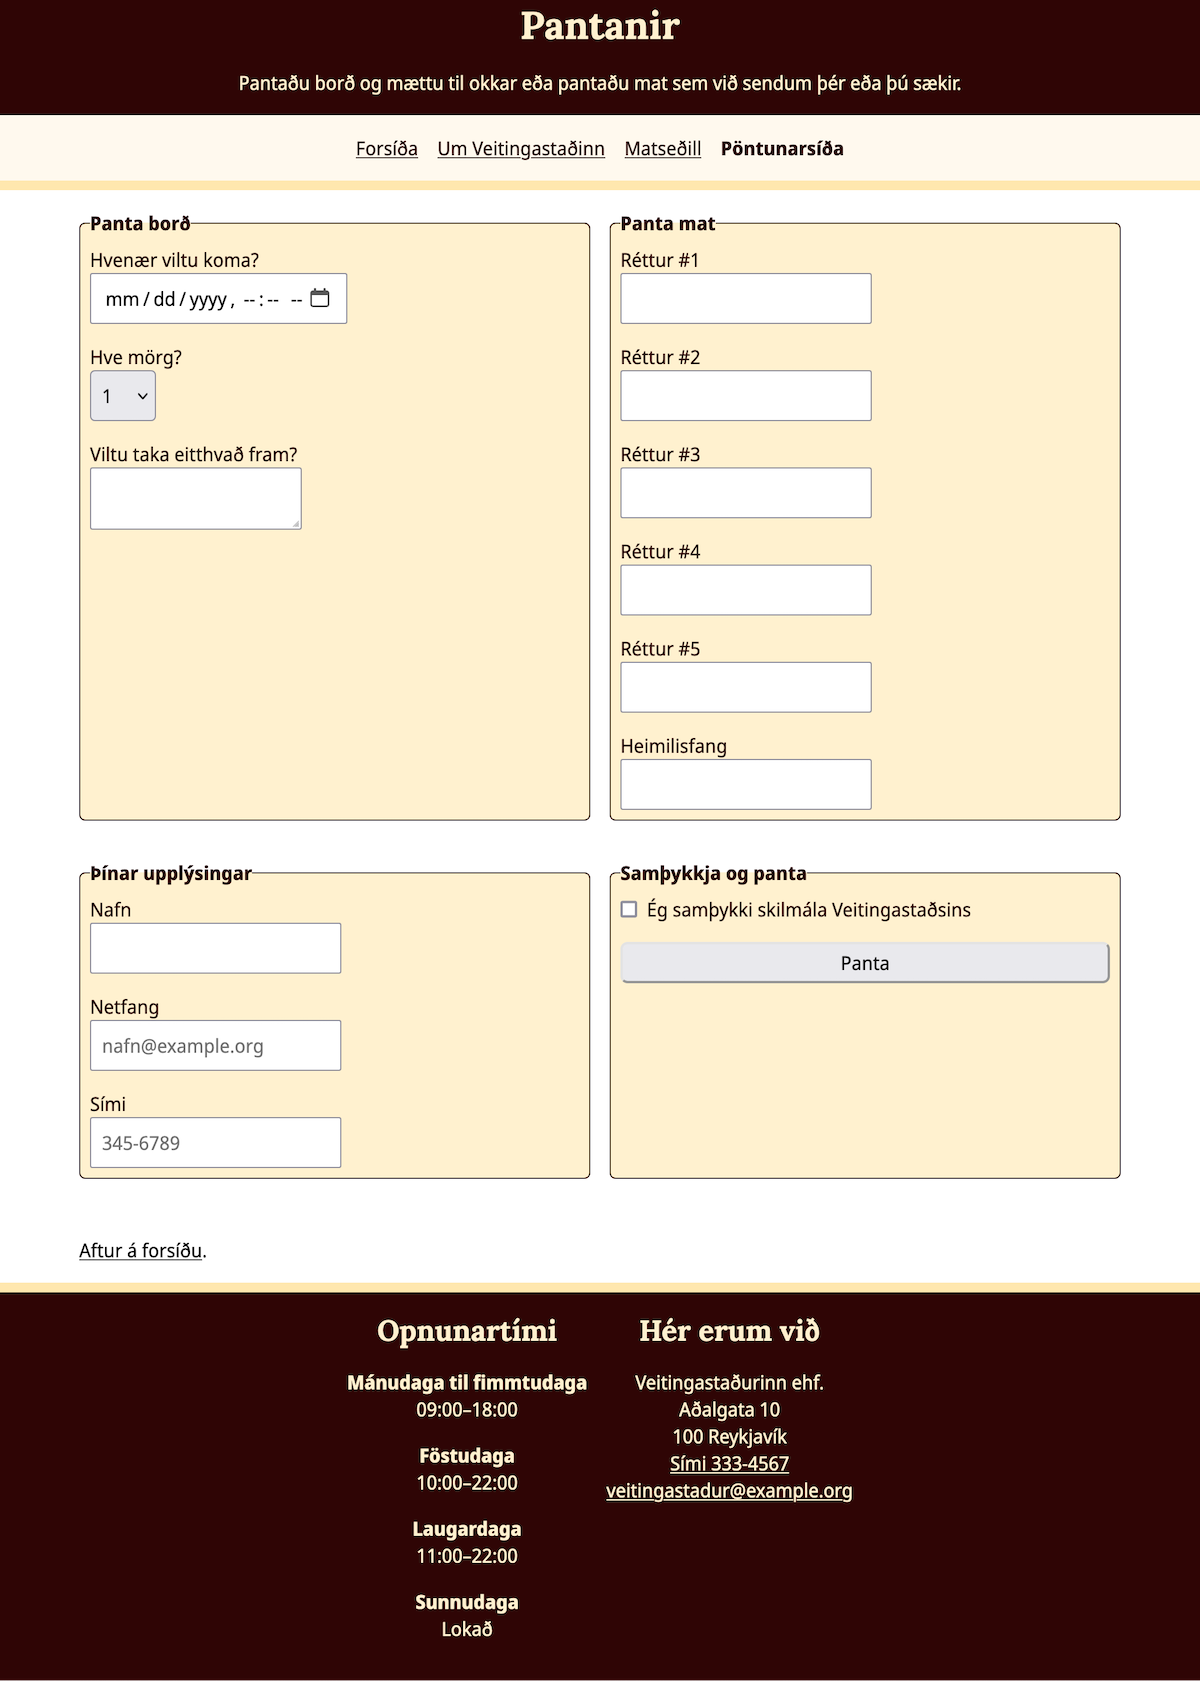 Pantanir
Pantaðu borð og mættu til okkar eða pantaðu mat sem við sendum þér eða þú sækir.
Forsíða Um Veitingastaðinn Matseðill Pöntunarsíða
Panta borð
Hvenær viltu koma?
mm/dd/yyyy, --:-- --
Hve mörg?
1
Viltu taka eitthvað fram?
Panta mat
Réttur #1
Réttur #2
Réttur #3
Réttur #4
Réttur #5
Heimilisfang
Þínar upplýsingar
Nafn
Netfang
nafn@example.org
Sími
345-6789
Samþykkja og panta
Ég samþykki skilmála Veitingastaðsins
Panta
Aftur á forsíðu.
Opnunartími
Mánudaga til fimmtudaga
09:00–18:00
Föstudaga
10:00–22:00
Laugardaga
11:00–22:00
Sunnudaga
Lokað
Hér erum við
Veitingastaðurinn ehf.
Aðalgata 10
100 Reykjavík
Sími 333-4567
veitingastadur@example.org